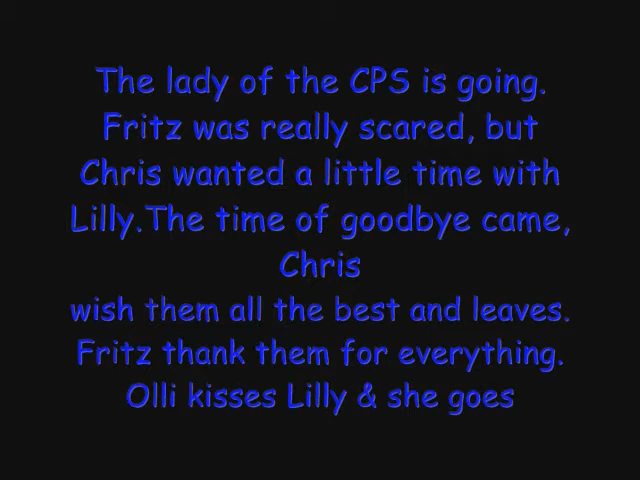 The lady of the CPS is going.
Fritz was really scared, but
Chris wanted a little time with
Lilly.The time of goodbye came,
Chris
wish them all the best and leaves.
Fritz thank them for everything.
Olli kisses Lilly & she goes